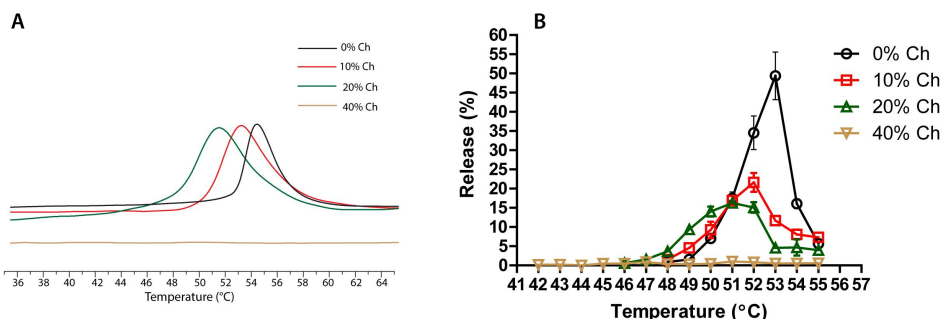 A
0% Ch
10% Ch
20% Ch
40% Ch
36 38 40 42 44 46 48 50 52 54 56 58 60 62 64
Temperature (°C)
B
60
55
50
45
40
35
30
25
20
15
10
5
0
Release (%)
0% Ch
10% Ch
20% Ch
40% Ch
41 42 43 44 45 46 47 48 49 50 51 52 53 54 55 56 57
Temperature (°C)